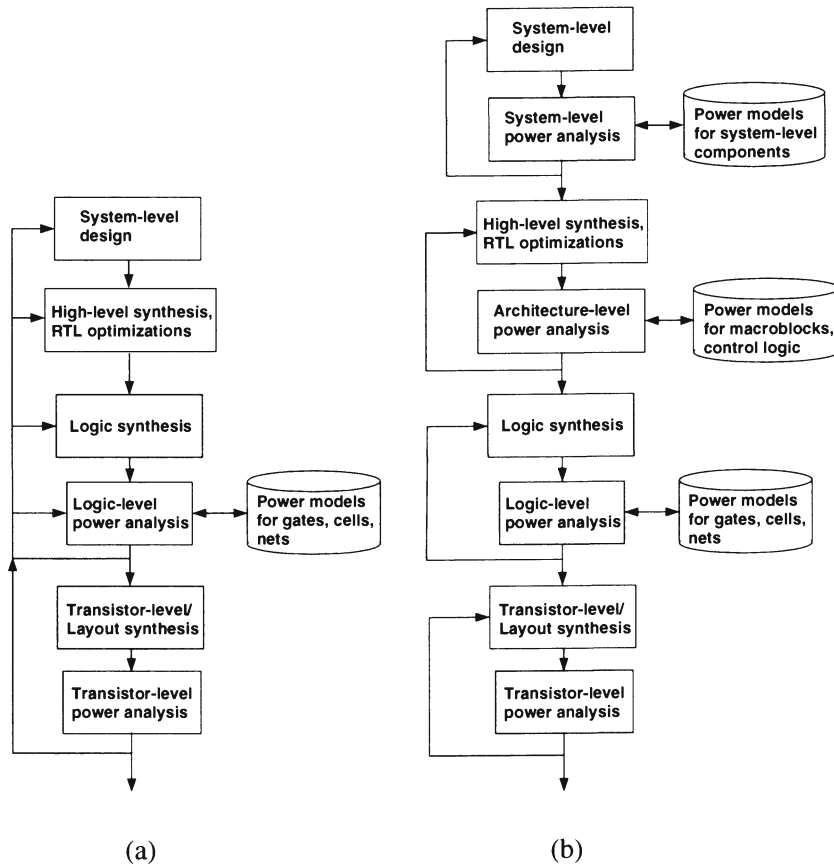 System-level
design
High-level synthesis,
RTL optimizations
Logic synthesis
Logic-level
power analysis
Power models
for gates, cells,
nets
Transistor-level/
Layout synthesis
Transistor-level
power analysis
(a)
System-level
design
System-level
power analysis
Power models
for system-level
components
High-level synthesis,
RTL optimizations
Architecture-level
power analysis
Power models
for macroblocks,
control logic
Logic synthesis
Logic-level
power analysis
Power models
for gates, cells,
nets
Transistor-level/
Layout synthesis
Transistor-level
power analysis
(b)